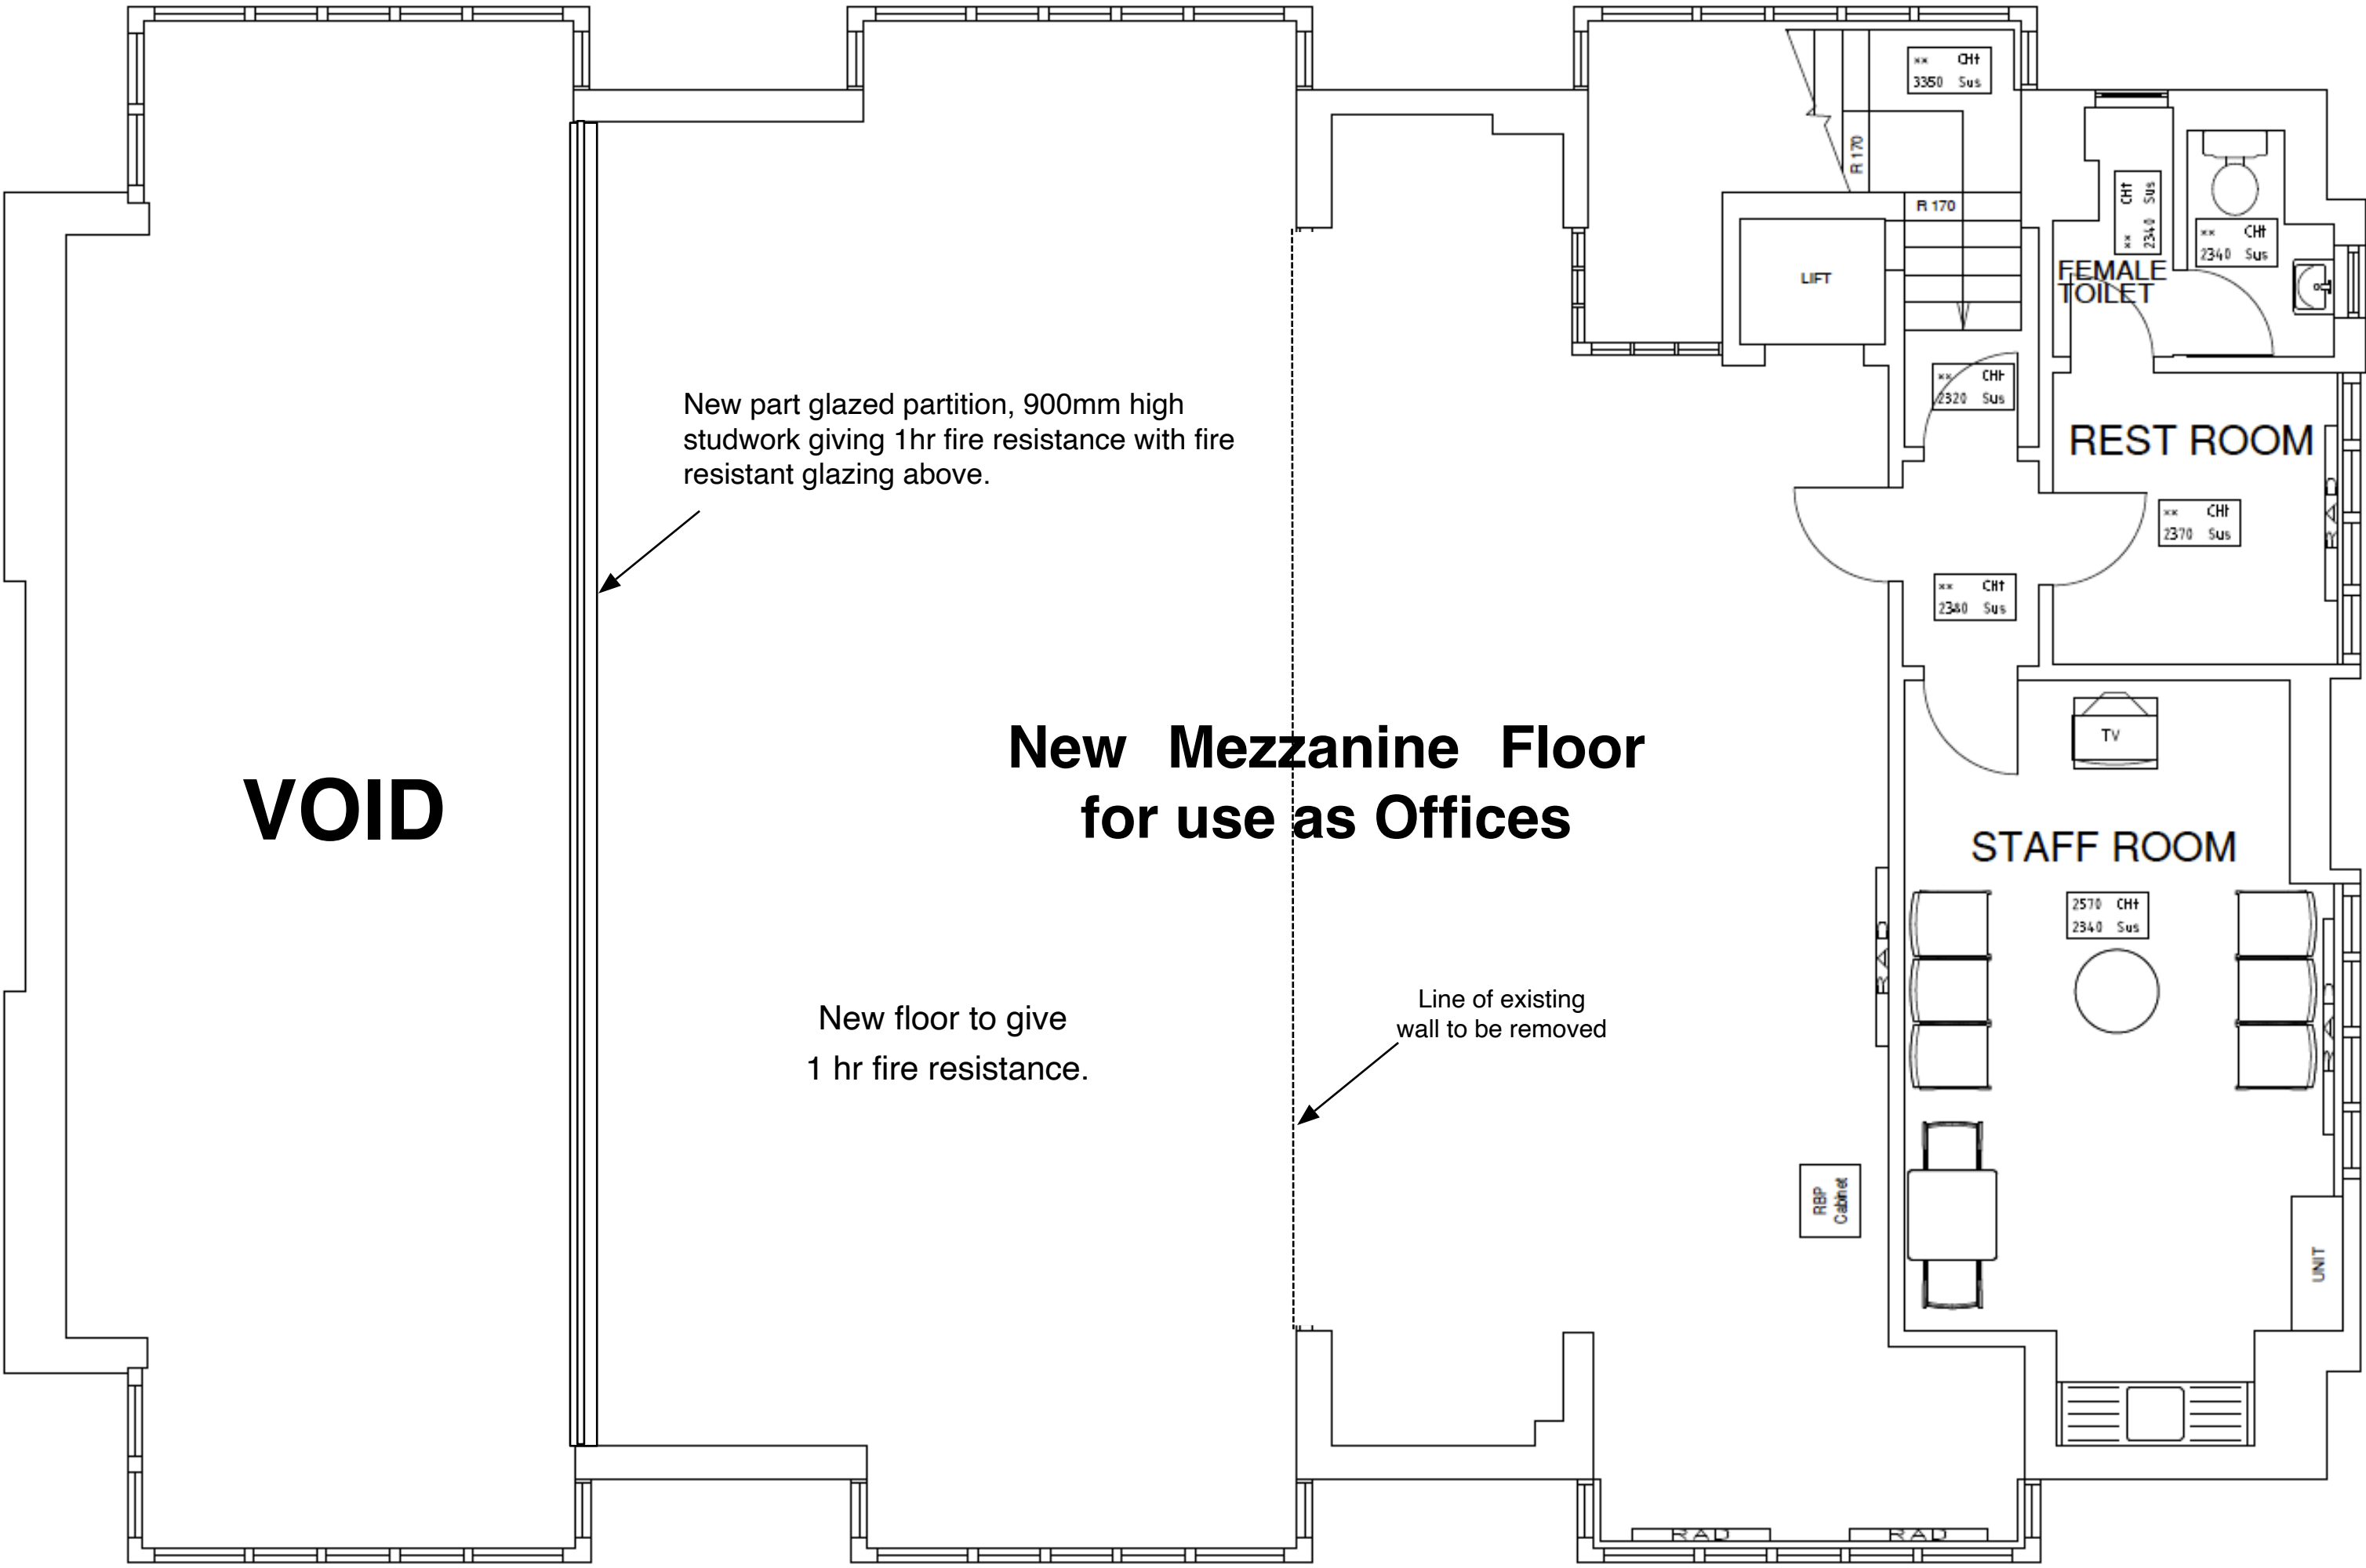 ×× CHt
3350 Sus
R 170
R 170
×× CHt
2340 Sus
×× CHt
2340 Sus
FEMALE
TOILET
LIFT
×× CHt
2320 Sus
New part glazed partition, 900mm high
studwork giving 1hr fire resistance with fire
resistant glazing above.
REST ROOM
×× CHt
2370 Sus
RAD
×× CHt
2380 Sus
New Mezzanine Floor
for use as Offices
TV
VOID
STAFF ROOM
2570 CHt
2340 Sus
RAD
RAD
New floor to give
1 hr fire resistance.
Line of existing
wall to be removed
RBP
Cabinet
UNIT
RAD
RAD